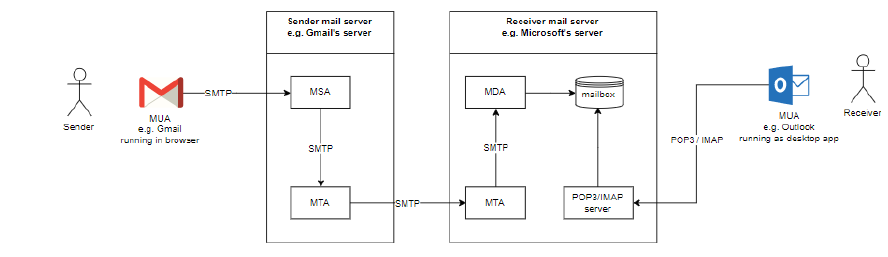 Sender mail server
e.g. Gmail's server
Receiver mail server
e.g. Microsoft's server
Sender
MUA
e.g. Gmail
running in browser
SMTP
MSA
SMTP
MTA
SMTP
MTA
SMTP
MDA
mailbox
POP3/IMAP
server
POP3 / IMAP
MUA
e.g. Outlook
running as desktop app
Receiver